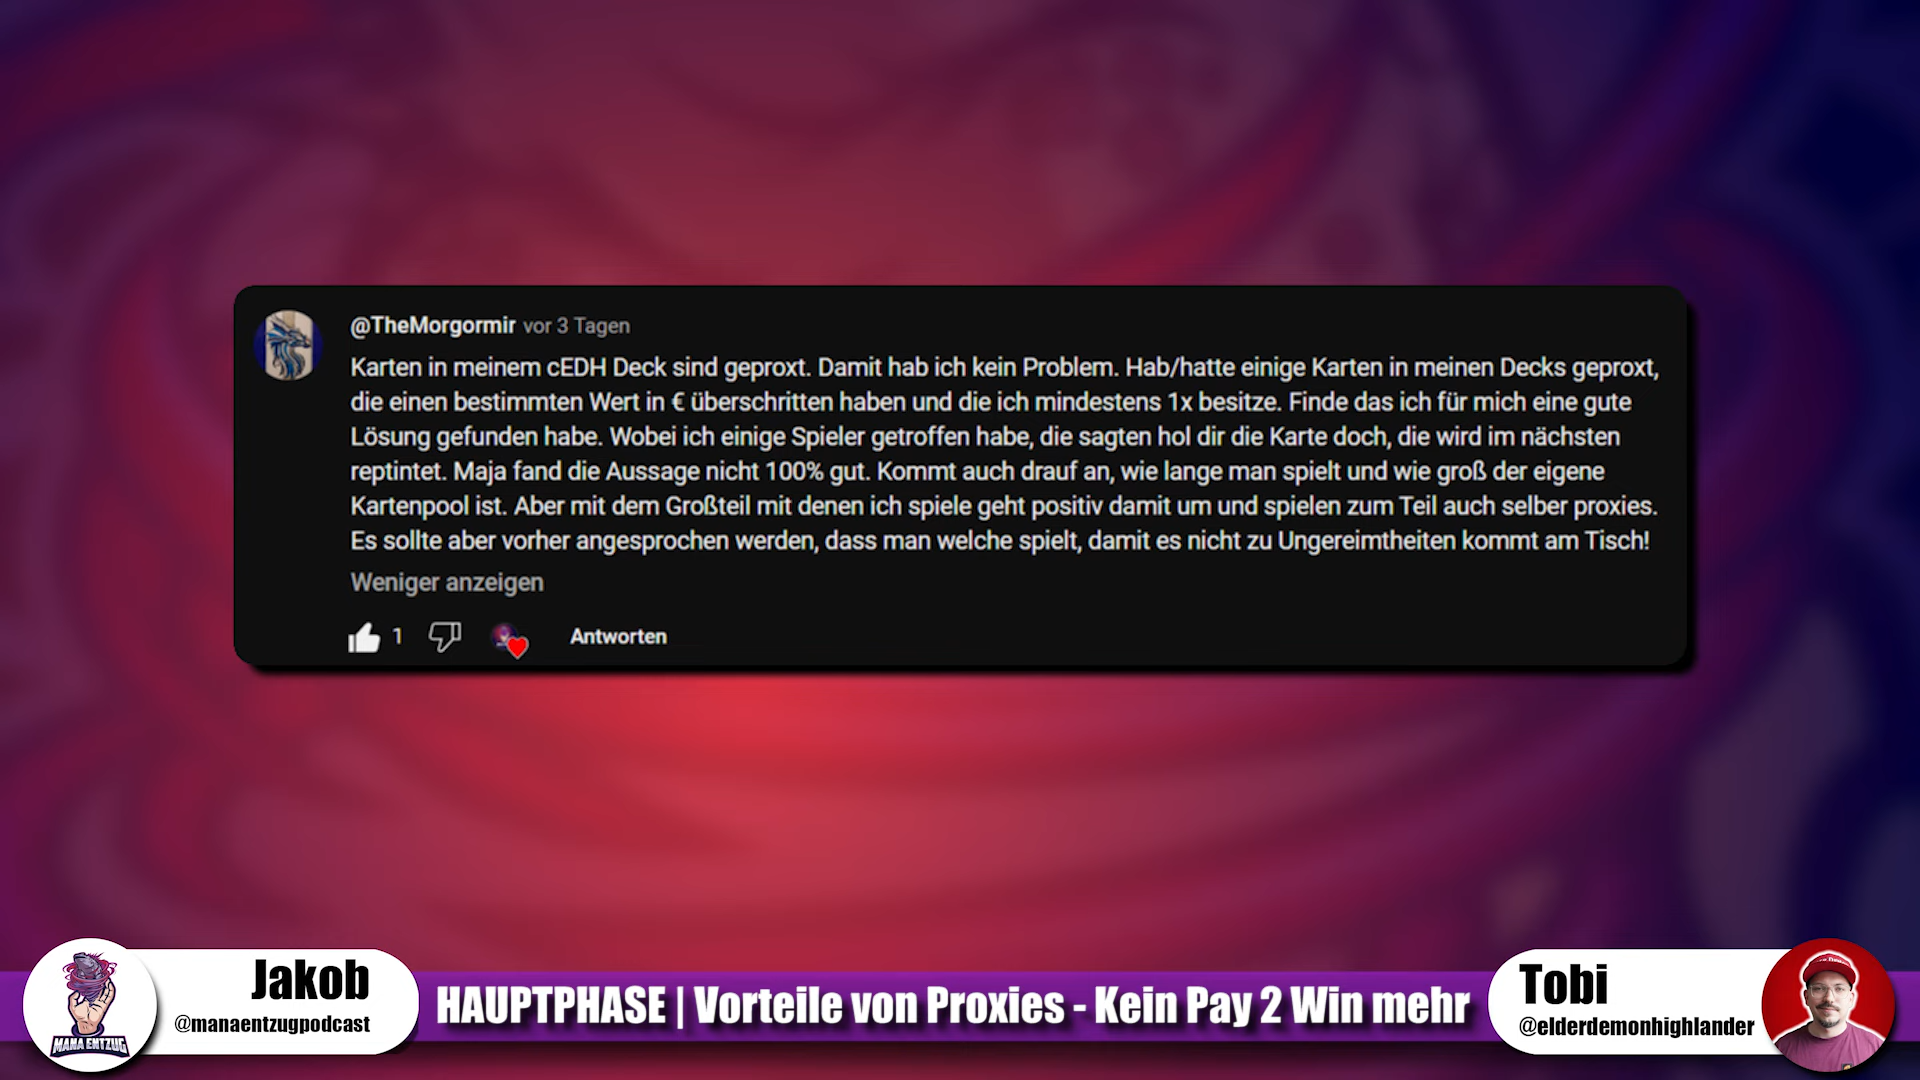 @TheMorgormir vor 3 Tagen
Karten in meinem cEDH Deck sind geproxt. Damit hab ich kein Problem. Hab/hatte einige Karten in meinen Decks geproxt,
die einen bestimmten Wert in € überschritten haben und die ich mindestens 1x besitze. Finde das ich für mich eine gute
Lösung gefunden habe. Wobei ich einige Spieler getroffen habe, die sagten hol dir die Karte doch, die wird im nächsten
reptintet. Maja fand die Aussage nicht 100% gut. Kommt auch drauf an, wie lange man spielt und wie groß der eigene
Kartenpool ist. Aber mit dem Großteil mit denen ich spiele geht positiv damit um und spielen zum Teil auch selber proxies.
Es sollte aber vorher angesprochen werden, dass man welche spielt, damit es nicht zu Ungereimtheiten kommt am Tisch!
Weniger anzeigen
1
Antworten
MANA ENTZUG
Jakob
@manaentzugpodcast
HAUPTPHASE | Vorteile von Proxies - Kein Pay 2 Win mehr
Tobi
@elderdemonhighlander